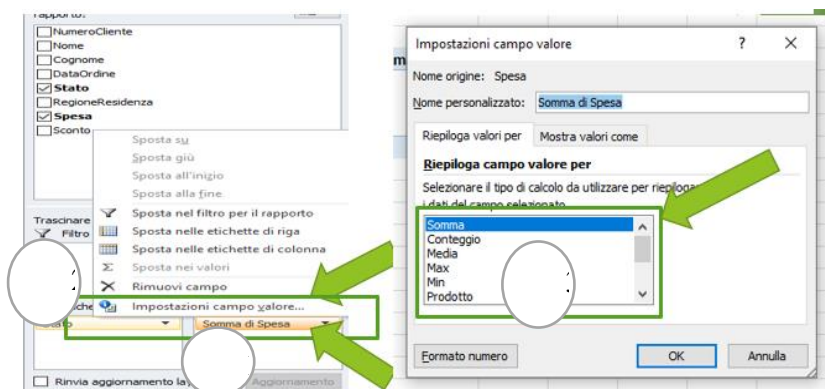 rapporto:
NumeroCliente
Nome
Cognome
DataOrdine
Stato
RegioneResidenza
Spesa
Sconto
Sposta su
Sposta giù
Sposta all'inizio
Sposta alla fine
Sposta nel filtro per il rapporto
Sposta nelle etichette di riga
Sposta nelle etichette di colonna
Sposta nei valori
Rimuovi campo
Impostazioni campo valore...
Trascinare
Filtro
Stato
Somma di Spesa
Rinvia aggiornamento la
Aggiornamento
m
Impostazioni campo valore
? ×
Nome origine: Spesa
Nome personalizzato: Somma di Spesa
Riepiloga valori per
Mostra valori come
Riepiloga campo valore per
Selezionare il tipo di calcolo da utilizzare per riepiloga
i dati del campo selezionato
Somma
Conteggio
Media
Max
Min
Prodotto
Formato numero
OK
Annulla